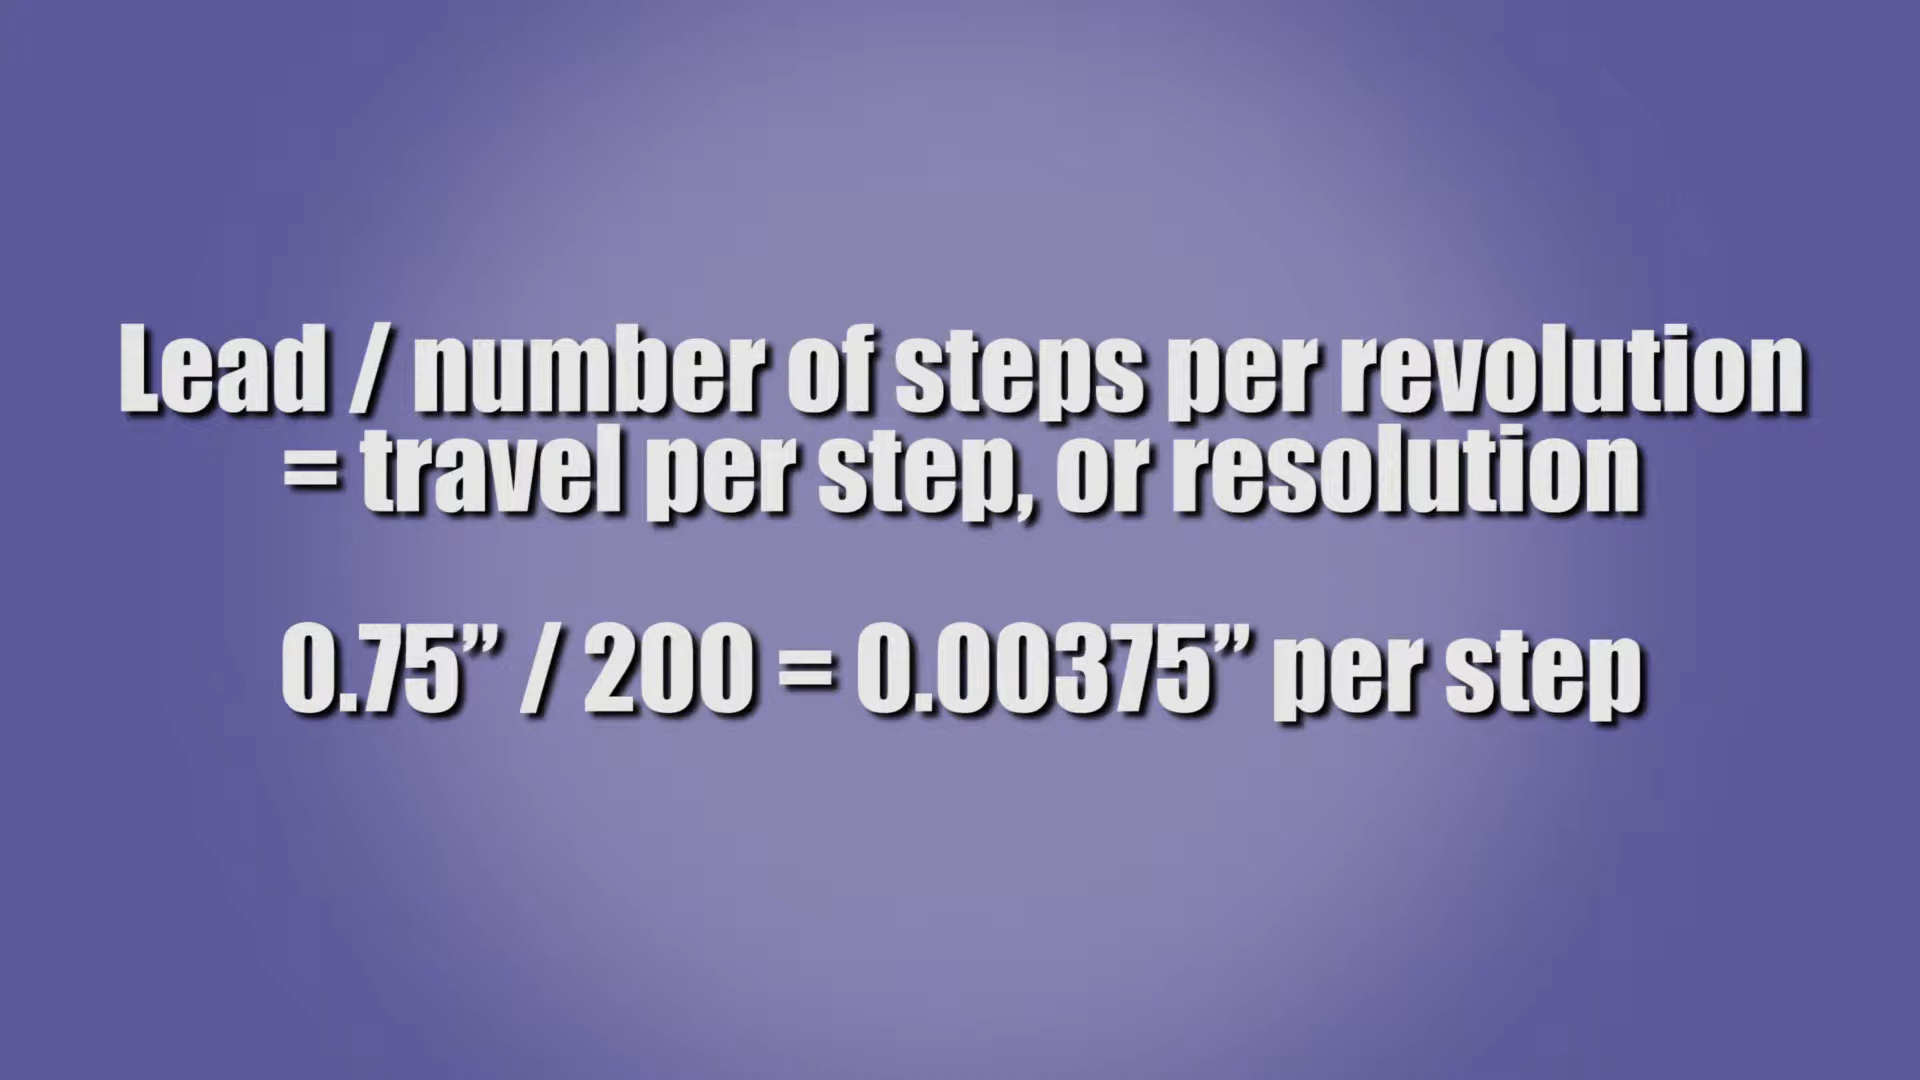 Lead / number of steps per revolution
= travel per step, or resolution
0.75” / 200 = 0.00375” per step